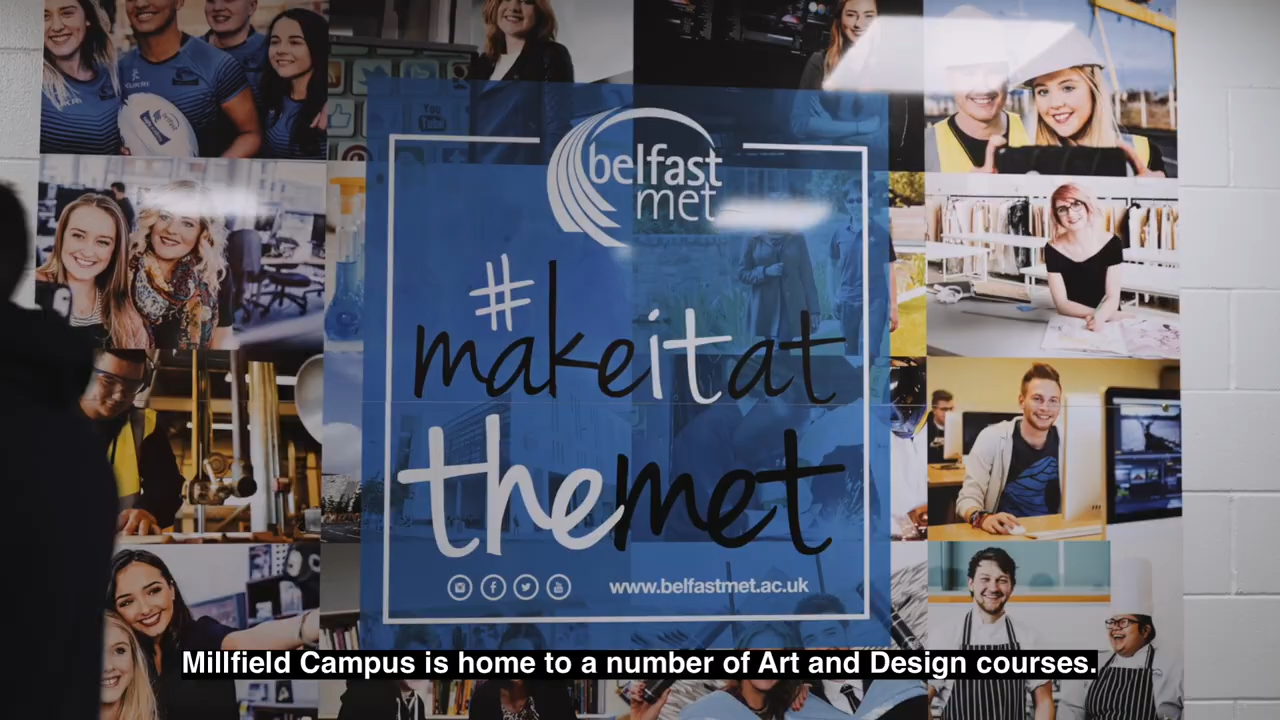 belfast
met
#
makeitat
themet
www.belfastmet.ac.uk
Millfield Campus is home to a number of Art and Design courses.